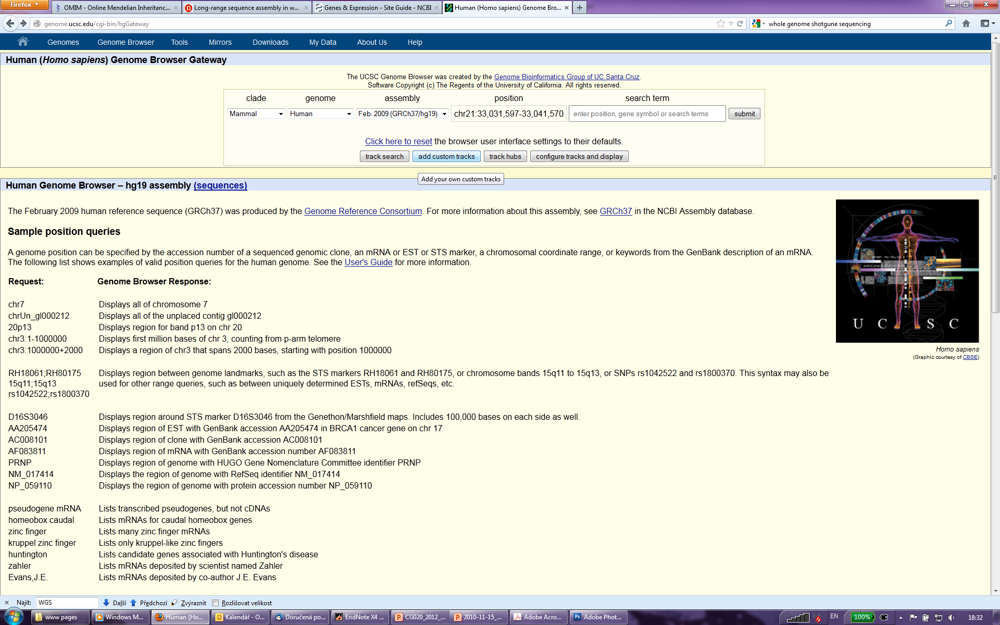 Firefox
OMIM - Online Mendelian Inheritanc...
Long-range sequence assembly in w...
Genes & Expression - Site Guide - NCBI
Human (Homo sapiens) Genome Bro...
genome.ucsc.edu/cgi-bin/hgGateway
whole genome shotgune sequencing
Genomes Genome Browser Tools Mirrors Downloads My Data About Us Help
Human (Homo sapiens) Genome Browser Gateway
The UCSC Genome Browser was created by the Genome Bioinformatics Group of UC Santa Cruz.
Software Copyright (c) The Regents of the University of California. All rights reserved.
clade genome assembly position search term
Mammal Human Feb. 2009 (GRCh37/hg19) chr21:33,031,597-33,041,570 enter position, gene symbol or search terms submit
Click here to reset the browser user interface settings to their defaults.
track search add custom tracks track hubs configure tracks and display
Add your own custom tracks
Human Genome Browser – hg19 assembly (sequences)
The February 2009 human reference sequence (GRCh37) was produced by the Genome Reference Consortium. For more information about this assembly, see GRCh37 in the NCBI Assembly database.
Sample position queries
A genome position can be specified by the accession number of a sequenced genomic clone, an mRNA or EST or STS marker, a chromosomal coordinate range, or keywords from the GenBank description of an mRNA.
The following list shows examples of valid position queries for the human genome. See the User's Guide for more information.
U C S C
Homo sapiens
(Graphic courtesy of CBSE)
Request: Genome Browser Response:
chr7 Displays all of chromosome 7
chrUn_gl000212 Displays all of the unplaced contig gl000212
20p13 Displays region for band p13 on chr 20
chr3:1-1000000 Displays first million bases of chr 3, counting from p-arm telomere
chr3:1000000+2000 Displays a region of chr3 that spans 2000 bases, starting with position 1000000
RH18061;RH80175 Displays region between genome landmarks, such as the STS markers RH18061 and RH80175, or chromosome bands 15q11 to 15q13, or SNPs rs1042522 and rs1800370. This syntax may also be
15q11;15q13 used for other range queries, such as between uniquely determined ESTs, mRNAs, refSeqs, etc.
rs1042522;rs1800370
D16S3046 Displays region around STS marker D16S3046 from the Genethon/Marshfield maps. Includes 100,000 bases on each side as well.
AA205474 Displays region of EST with GenBank accession AA205474 in BRCA1 cancer gene on chr 17
AC008101 Displays region of clone with GenBank accession AC008101
AF083811 Displays region of mRNA with GenBank accession number AF083811
PRNP Displays region of genome with HUGO Gene Nomenclature Committee identifier PRNP
NM_017414 Displays the region of genome with RefSeq identifier NM_017414
NP_059110 Displays the region of genome with protein accession number NP_059110
pseudogene mRNA Lists transcribed pseudogenes, but not cDNAs
homeobox caudal Lists mRNAs for caudal homeobox genes
zinc finger Lists many zinc finger mRNAs
kruppel zinc finger Lists only kruppel-like zinc fingers
huntington Lists candidate genes associated with Huntington's disease
zahler Lists mRNAs deposited by scientist named Zahler
Evans,J.E. Lists mRNAs deposited by co-author J.E. Evans
Najít: WGS Další Předchozí Zvýraznit Rozlišovat velikost
www pages Windows M... Human (Ho... Kalendář - O... Doručená po... EndNote X4 ... CG020_2012_... 2010-11-15_... Adobe Acro... Adobe Phot... EN 100% 18:32